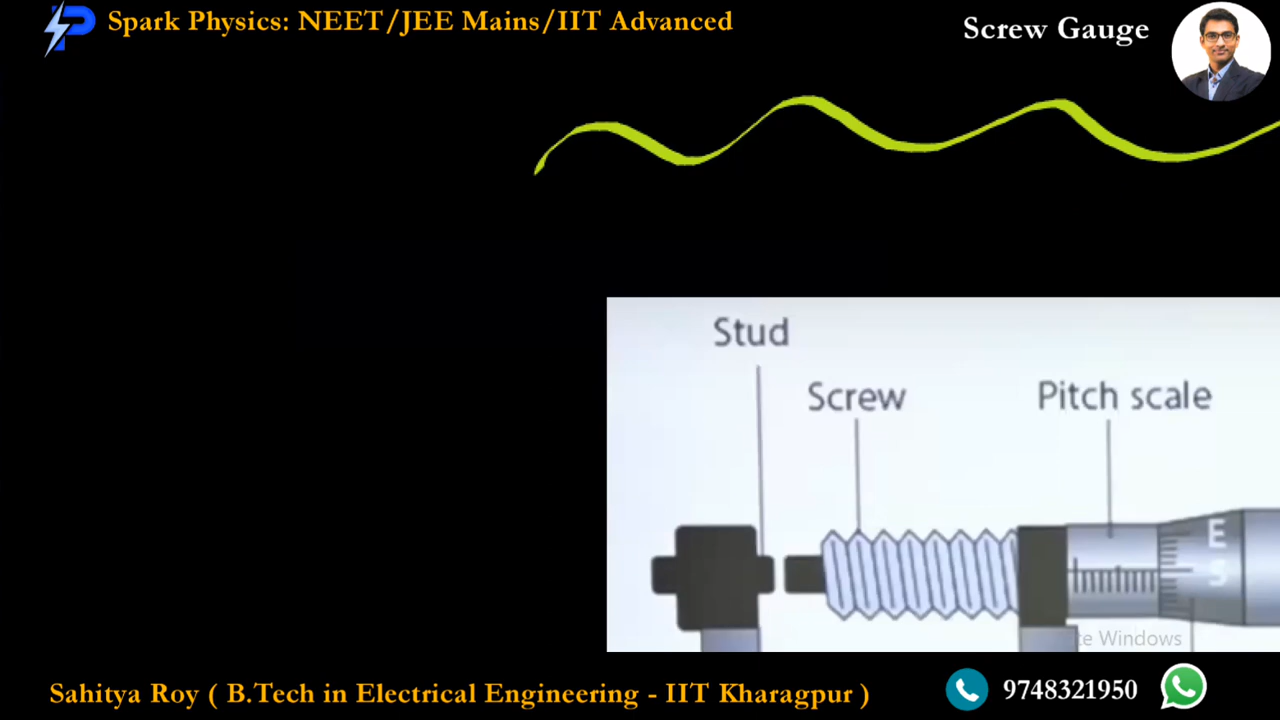 Spark Physics: NEET/JEE Mains/IIT Advanced
Screw Gauge
Stud
Screw
Pitch scale
E
S
te Windows
Sahitya Roy ( B.Tech in Electrical Engineering - IIT Kharagpur )
9748321950